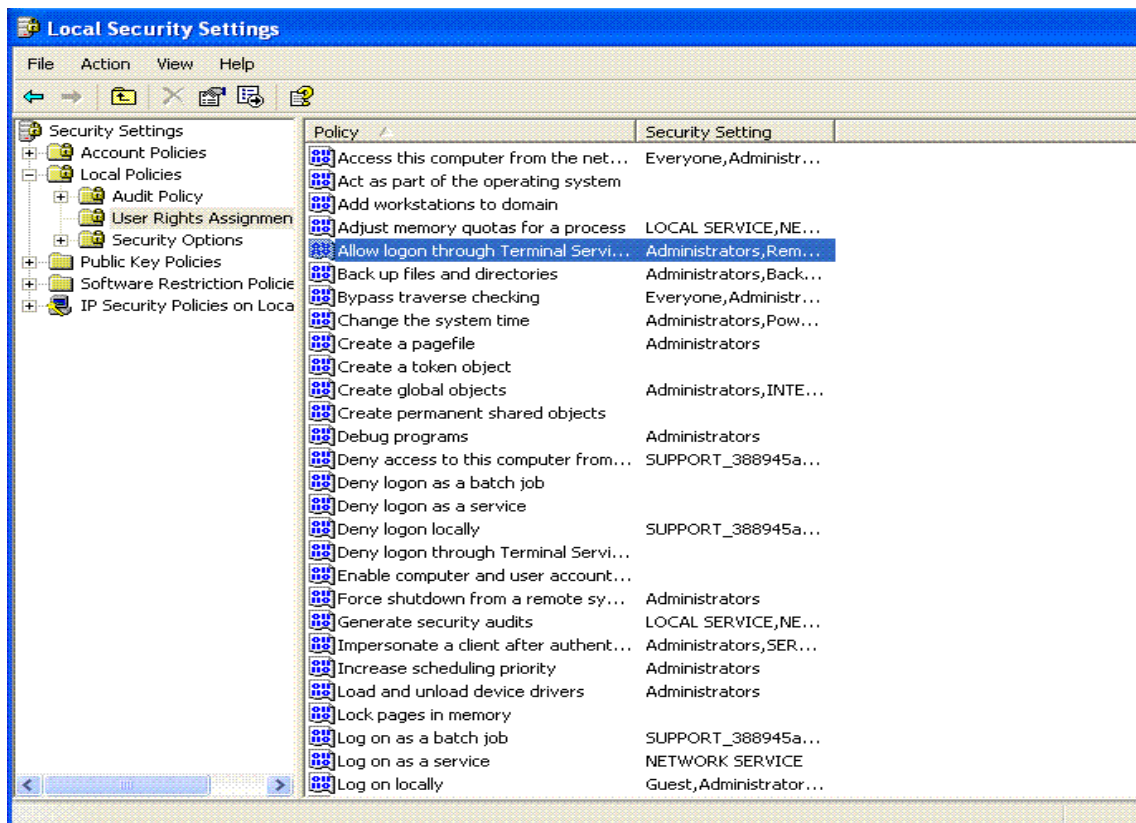 Local Security Settings
File Action View Help
Security Settings
Account Policies
Local Policies
Audit Policy
User Rights Assignmen
Security Options
Public Key Policies
Software Restriction Policie
IP Security Policies on Loca
Policy Security Setting
Access this computer from the net... Everyone,Administr...
Act as part of the operating system
Add workstations to domain
Adjust memory quotas for a process LOCAL SERVICE,NE...
Allow logon through Terminal Servi... Administrators,Rem...
Back up files and directories Administrators,Back...
Bypass traverse checking Everyone,Administr...
Change the system time Administrators,Pow...
Create a pagefile Administrators
Create a token object
Create global objects Administrators,INTE...
Create permanent shared objects
Debug programs Administrators
Deny access to this computer from... SUPPORT_388945a...
Deny logon as a batch job
Deny logon as a service
Deny logon locally SUPPORT_388945a...
Deny logon through Terminal Servi...
Enable computer and user account...
Force shutdown from a remote sy... Administrators
Generate security audits LOCAL SERVICE,NE...
Impersonate a client after authent... Administrators,SER...
Increase scheduling priority Administrators
Load and unload device drivers Administrators
Lock pages in memory
Log on as a batch job SUPPORT_388945a...
Log on as a service NETWORK SERVICE
Log on locally Guest,Administrator...